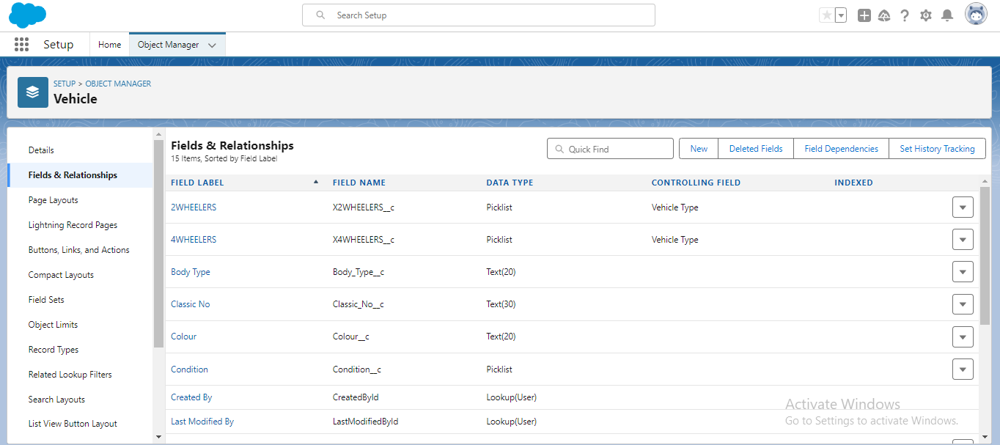 Search Setup
Setup
Home
Object Manager
SETUP > OBJECT MANAGER
Vehicle
Details
Fields & Relationships
Page Layouts
Lightning Record Pages
Buttons, Links, and Actions
Compact Layouts
Field Sets
Object Limits
Record Types
Related Lookup Filters
Search Layouts
List View Button Layout
Fields & Relationships
15 Items, Sorted by Field Label
Quick Find
New
Deleted Fields
Field Dependencies
Set History Tracking
FIELD LABEL FIELD NAME DATA TYPE CONTROLLING FIELD INDEXED
2WHEELERS X2WHEELERS__c Picklist Vehicle Type
4WHEELERS X4WHEELERS__c Picklist Vehicle Type
Body Type Body_Type__c Text(20)
Classic No Classic_No__c Text(30)
Colour Colour__c Text(20)
Condition Condition__c Picklist
Created By CreatedById Lookup(User)
Last Modified By LastModifiedById Lookup(User)
Activate Windows
Go to Settings to activate Windows.